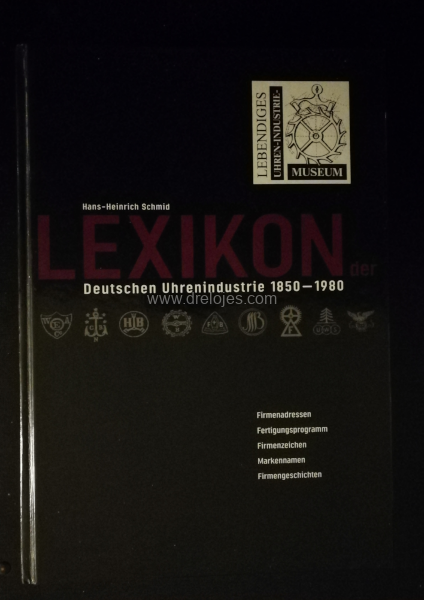 LEBENDIGES
UHREN-INDUSTRIE-
MUSEUM
Hans-Heinrich Schmid
LEXIKON der
Deutschen Uhrenindustrie 1850–1980
www.drelojes.com
HTB
Firmenadressen
Fertigungsprogramm
Firmenzeichen
Markennamen
Firmengeschichten